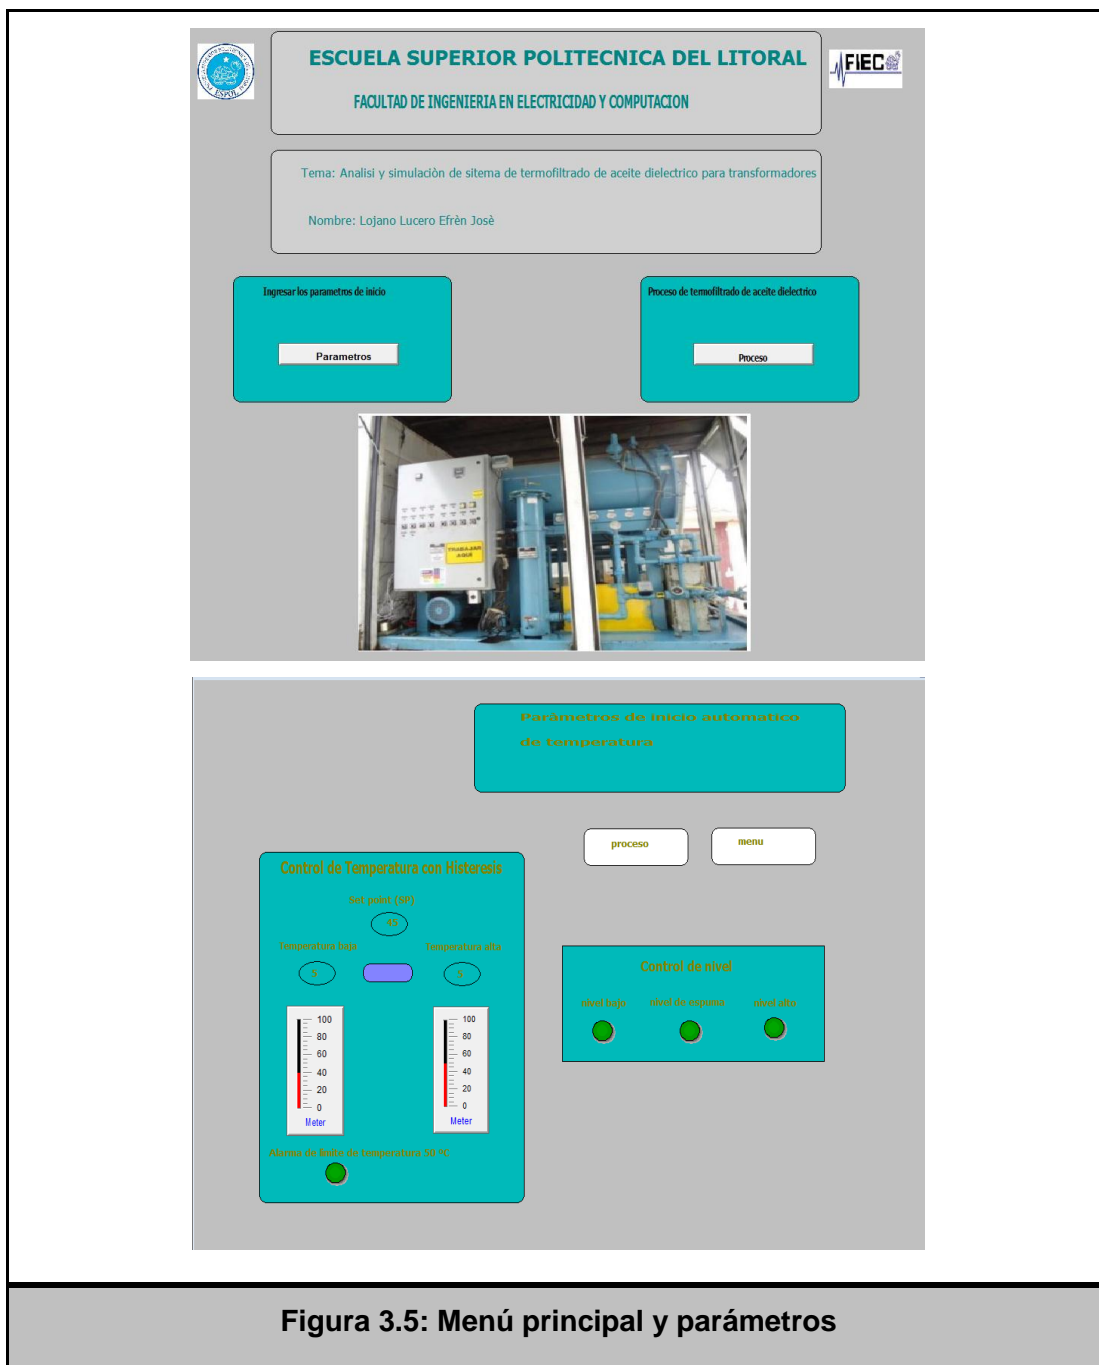 ESCUELA SUPERIOR POLITECNICA DEL LITORAL
FACULTAD DE INGENIERIA EN ELECTRICIDAD Y COMPUTACION
ESPOL
FIEC
Tema: Analisi y simulaciòn de sitema de termofiltrado de aceite dielectrico para transformadores
Nombre: Lojano Lucero Efrèn Josè
Ingresar los parametros de inicio
Parametros
Proceso de termofiltrado de aceite dielectrico
Proceso
TRABAJAR
AQUÍ
Paràmetros de inicio automatico
de temperatura
proceso
menu
Control de Temperatura con Histeresis
Set point (SP)
45
Temperatura baja
Temperatura alta
5
5
100
80
60
40
20
0
Meter
100
80
60
40
20
0
Meter
Alarma de limite de temperatura 50 ºC
Control de nivel
nivel bajo
nivel de espuma
nivel alto
Figura 3.5: Menú principal y parámetros